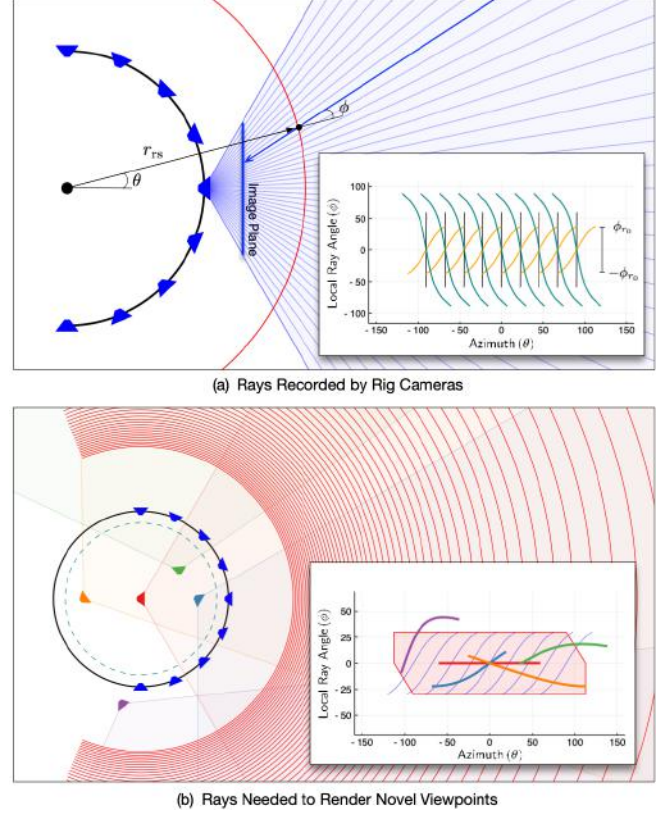 ϕ
r_rs
θ
Image Plane
100
50
0
-50
-100
Local Ray Angle (ϕ)
ϕ_ro
-ϕ_ro
-150 -100 -50 0 50 100 150
Azimuth (θ)
(a) Rays Recorded by Rig Cameras
50
25
0
-25
-50
Local Ray Angle (ϕ)
-150 -100 -50 0 50 100 150
Azimuth (θ)
(b) Rays Needed to Render Novel Viewpoints